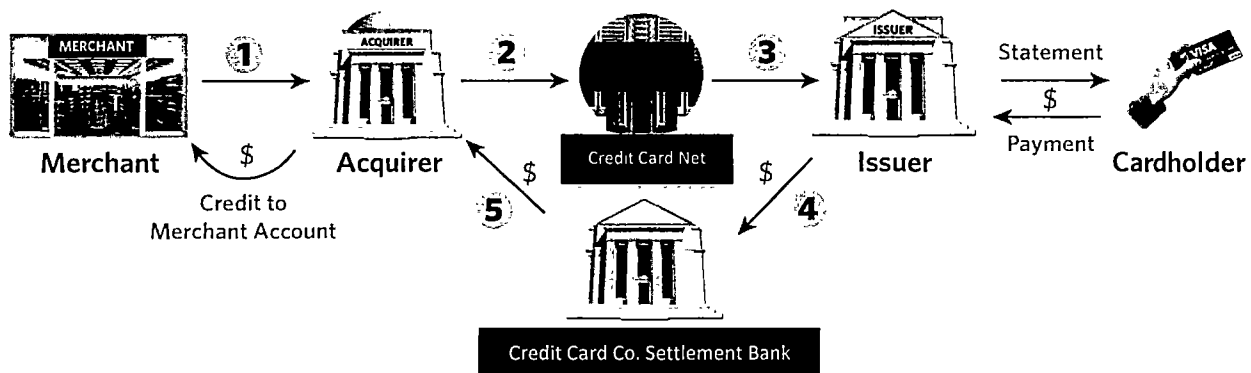 MERCHANT
1
ACQUIRER
2
3
ISSUER
Statement
VISA
$
Payment
Merchant
$
Acquirer
Credit Card Net
Issuer
Cardholder
Credit to
Merchant Account
5
$
$
4
Credit Card Co. Settlement Bank